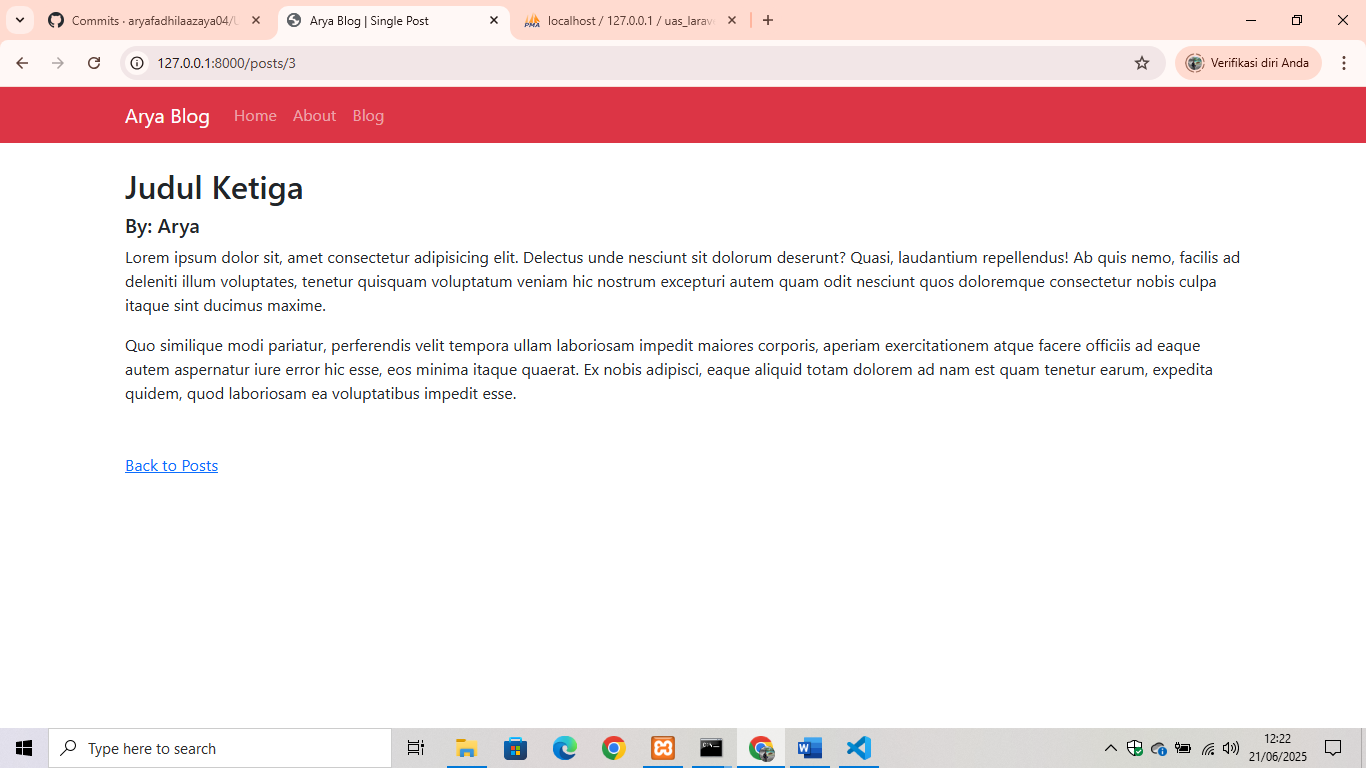 Commits · aryafadhilaazaya04/U
Arya Blog | Single Post
localhost / 127.0.0.1 / uas_larave
127.0.0.1:8000/posts/3
Verifikasi diri Anda
Arya Blog
Home
About
Blog
Judul Ketiga
By: Arya
Lorem ipsum dolor sit, amet consectetur adipisicing elit. Delectus unde nesciunt sit dolorum deserunt? Quasi, laudantium repellendus! Ab quis nemo, facilis ad
deleniti illum voluptates, tenetur quisquam voluptatum veniam hic nostrum excepturi autem quam odit nesciunt quos doloremque consectetur nobis culpa
itaque sint ducimus maxime.
Quo similique modi pariatur, perferendis velit tempora ullam laboriosam impedit maiores corporis, aperiam exercitationem atque facere officiis ad eaque
autem aspernatur iure error hic esse, eos minima itaque quaerat. Ex nobis adipisci, eaque aliquid totam dolorem ad nam est quam tenetur earum, expedita
quidem, quod laboriosam ea voluptatibus impedit esse.
Back to Posts
Type here to search
12:22
21/06/2025